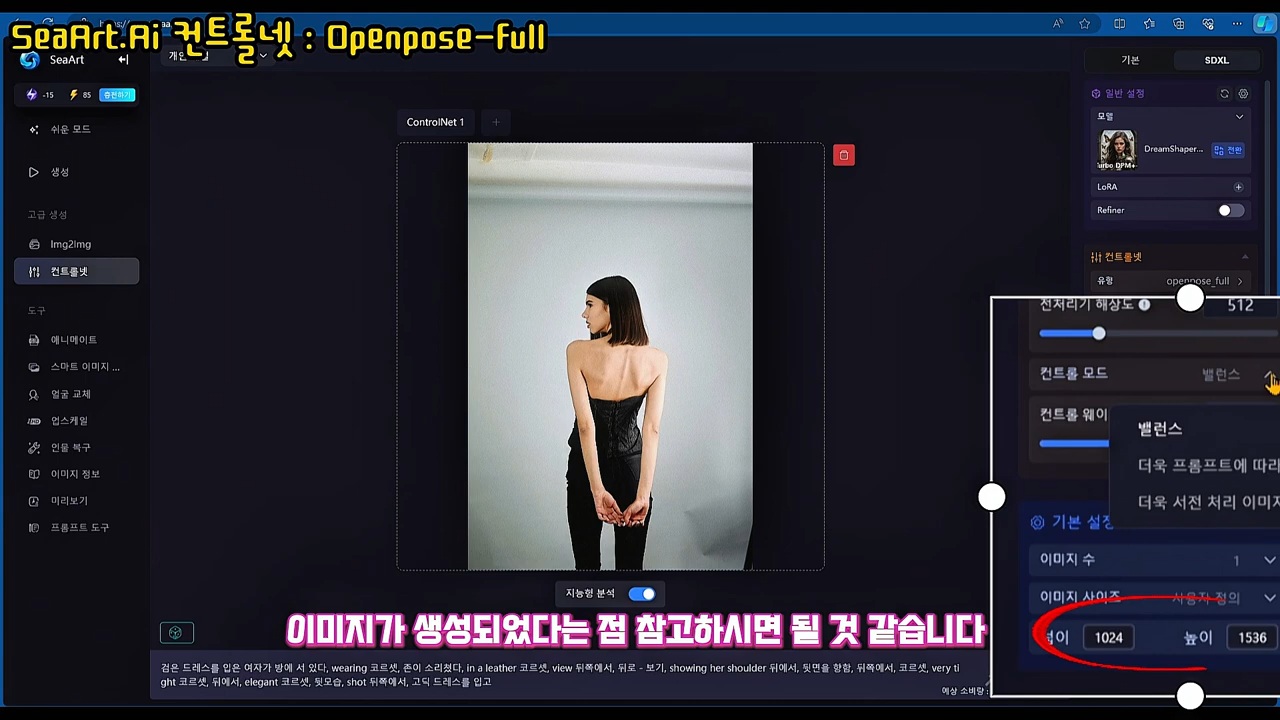 SeaArt.Ai 컨트롤넷 : Openpose-full
SeaArt
-15
85
충전하기
쉬운 모드
생성
고급 생성
Img2Img
컨트롤넷
도구
애니메이트
스마트 이미지 ...
얼굴 교체
업스케일
인물 복구
이미지 정보
미리보기
프롬프트 도구
ControlNet 1
지능형 분석
이미지가 생성되었다는 점 참고하시면 될 것 같습니다
검은 드레스를 입은 여자가 방에 서 있다, wearing 코르셋, 존이 소리쳤다, in a leather 코르셋, view 뒤쪽에서, 뒤로 - 보기, showing her shoulder 뒤에서, 뒷면을 향함, 뒤쪽에서, 코르셋, very ti
ght 코르셋, 뒤에서, elegant 코르셋, 뒷모습, shot 뒤쪽에서, 고딕 드레스를 입고
예상 소비량 :
기본
SDXL
일반 설정
모델
DreamShaper...
전환
LoRA
Refiner
컨트롤넷
유형
openpose_full
전처리기 해상도
512
컨트롤 모드
밸런스
컨트롤 웨이
밸런스
더욱 프롬프트에 따라
더욱 서전 처리 이미지
기본 설정
이미지 수
1
이미지 사이즈
사용자 정의
1024
높이
1536